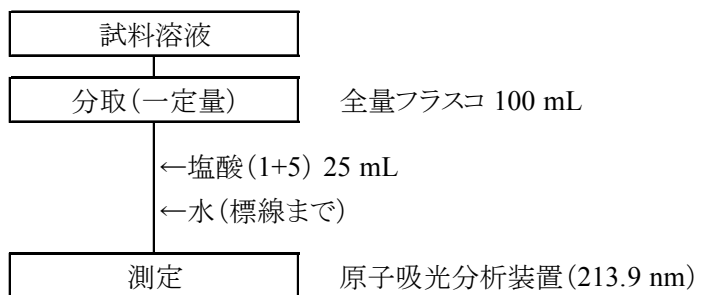 試料溶液
分取(一定量) 全量フラスコ 100 mL
←塩酸(1+5) 25 mL
←水(標線まで)
測定 原子吸光分析装置(213.9 nm)